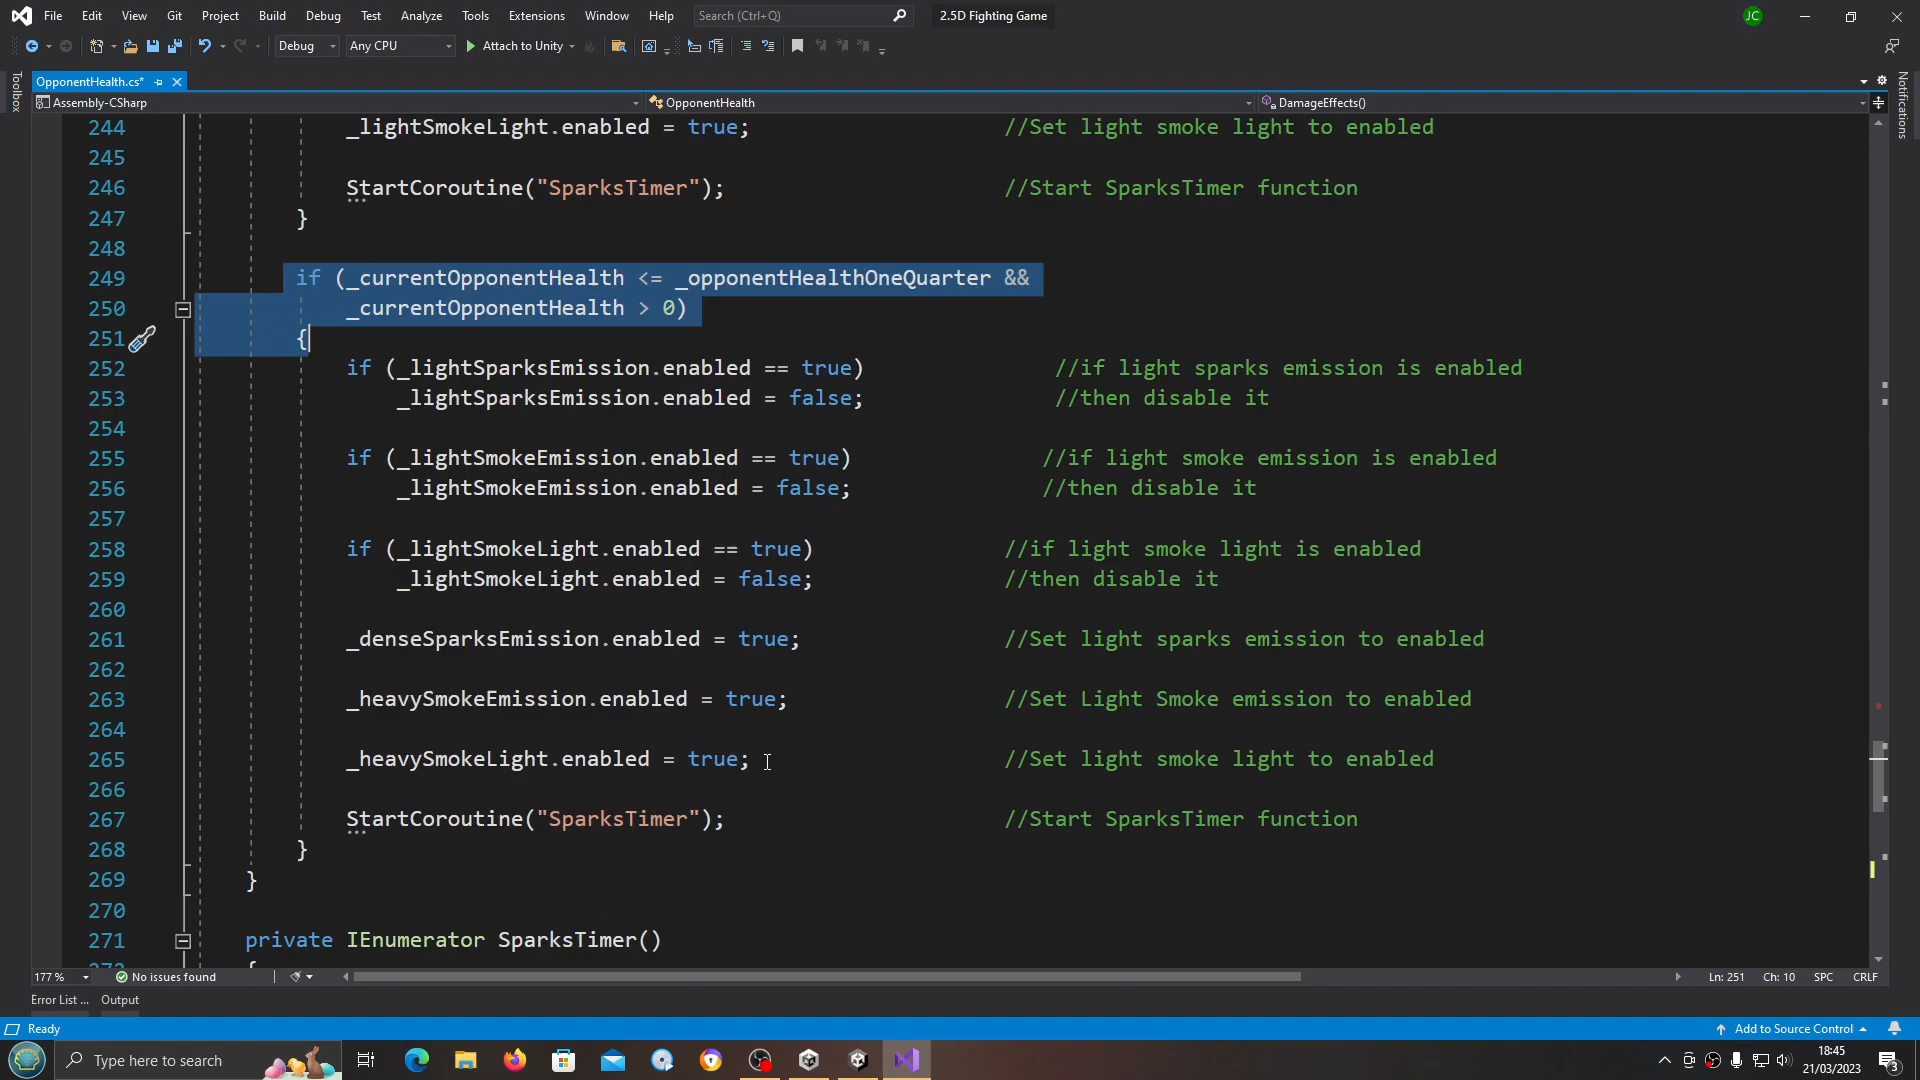 File Edit View Git Project Build Debug Test Analyze Tools Extensions Window Help Search (Ctrl+Q) 2.5D Fighting Game JC
Debug Any CPU Attach to Unity
Toolbox
OpponentHealth.cs*
Notifications
Assembly-CSharp OpponentHealth DamageEffects()
244 _lightSmokeLight.enabled = true; //Set light smoke light to enabled
245
246 StartCoroutine("SparksTimer"); //Start SparksTimer function
247 }
248
249 if (_currentOpponentHealth <= _opponentHealthOneQuarter &&
250 _currentOpponentHealth > 0)
251 {
252 if (_lightSparksEmission.enabled == true) //if light sparks emission is enabled
253 _lightSparksEmission.enabled = false; //then disable it
254
255 if (_lightSmokeEmission.enabled == true) //if light smoke emission is enabled
256 _lightSmokeEmission.enabled = false; //then disable it
257
258 if (_lightSmokeLight.enabled == true) //if light smoke light is enabled
259 _lightSmokeLight.enabled = false; //then disable it
260
261 _denseSparksEmission.enabled = true; //Set light sparks emission to enabled
262
263 _heavySmokeEmission.enabled = true; //Set Light Smoke emission to enabled
264
265 _heavySmokeLight.enabled = true; //Set light smoke light to enabled
266
267 StartCoroutine("SparksTimer"); //Start SparksTimer function
268 }
269 }
270
271 private IEnumerator SparksTimer()
272 {
177 % No issues found Ln: 251 Ch: 10 SPC CRLF
Error List ... Output
Ready Add to Source Control
Type here to search 18:45
21/03/2023 3